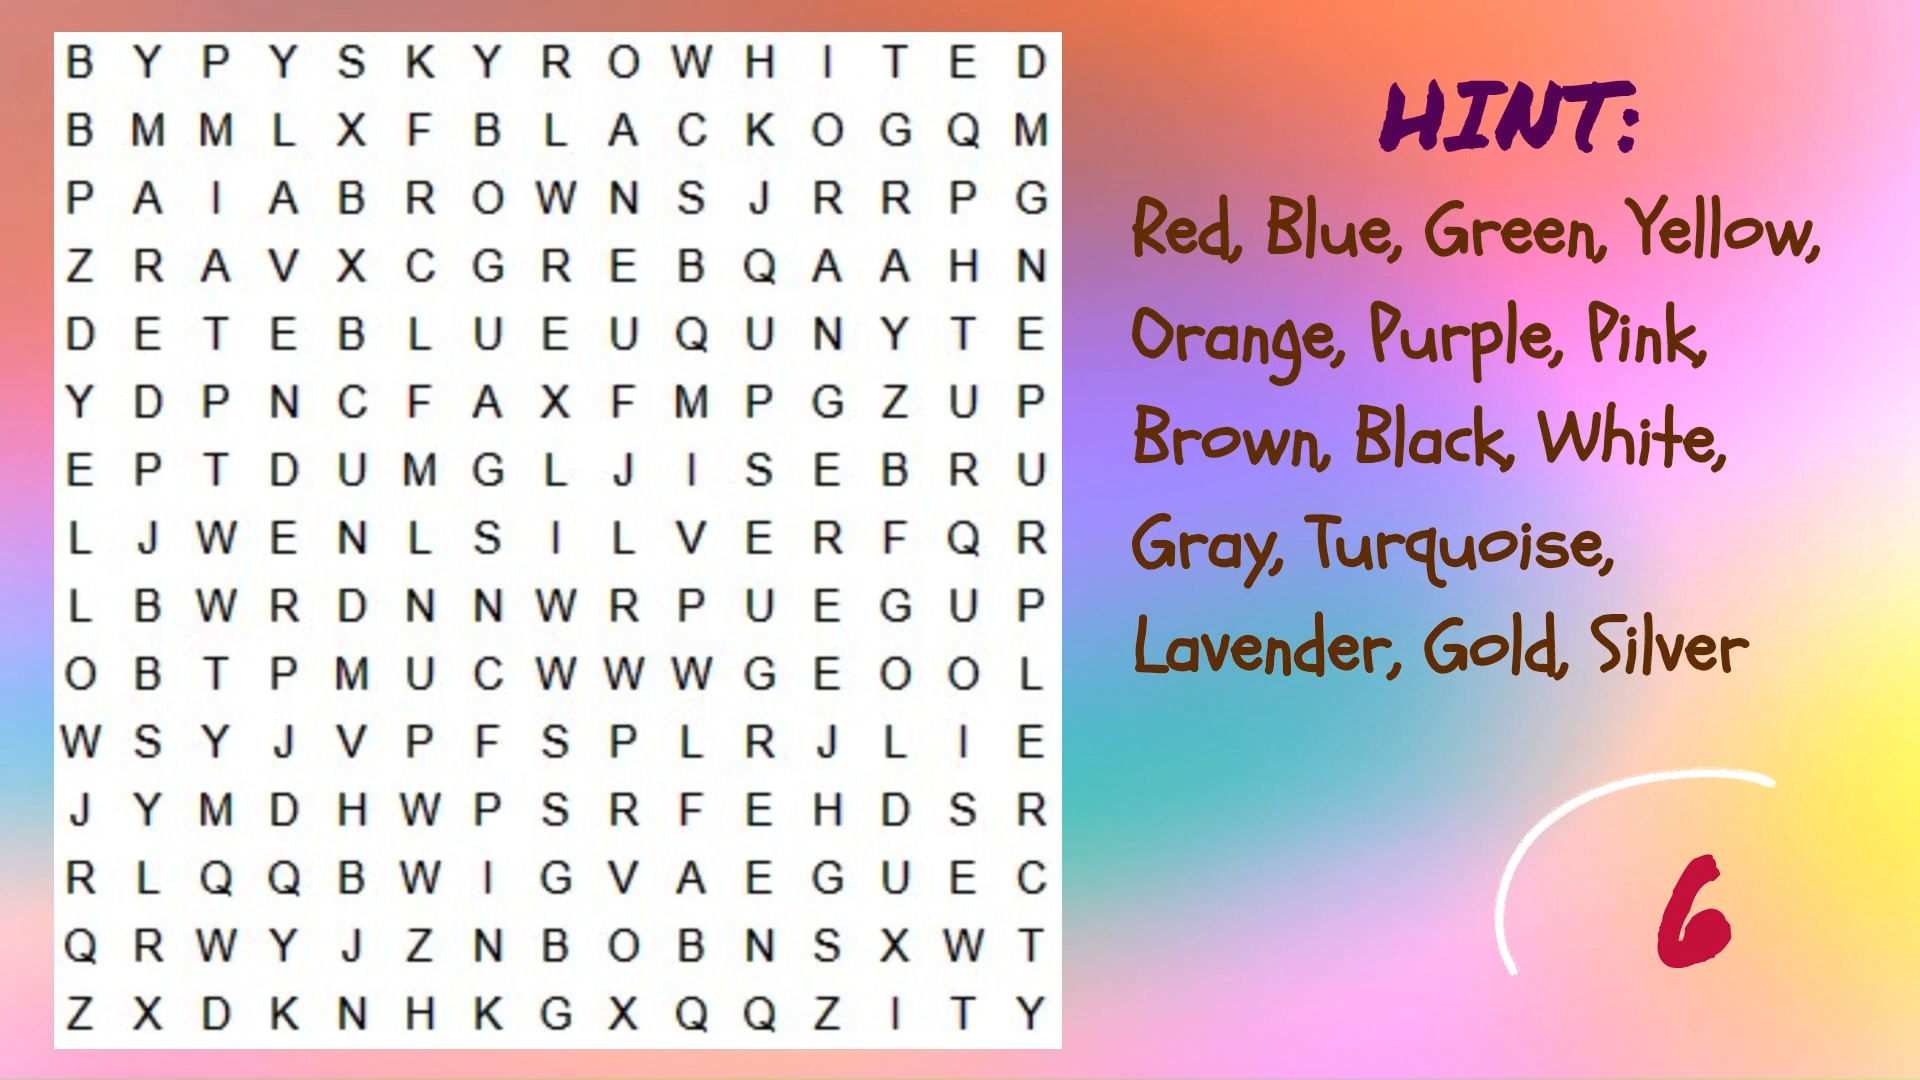 B Y P Y S K Y R O W H I T E D
B M M L X F B L A C K O G Q M
P A I A B R O W N S J R R P G
Z R A V X C G R E B Q A A H N
D E T E B L U E U Q U N Y T E
Y D P N C F A X F M P G Z U P
E P T D U M G L J I S E B R U
L J W E N L S I L V E R F Q R
L B W R D N N W R P U E G U P
O B T P M U C W W W G E O O L
W S Y J V P F S P L R J L I E
J Y M D H W P S R F E H D S R
R L Q Q B W I G V A E G U E C
Q R W Y J Z N B O B N S X W T
Z X D K N H K G X Q Q Z I T Y
HINT:
Red, Blue, Green, Yellow,
Orange, Purple, Pink,
Brown, Black, White,
Gray, Turquoise,
Lavender, Gold, Silver
6